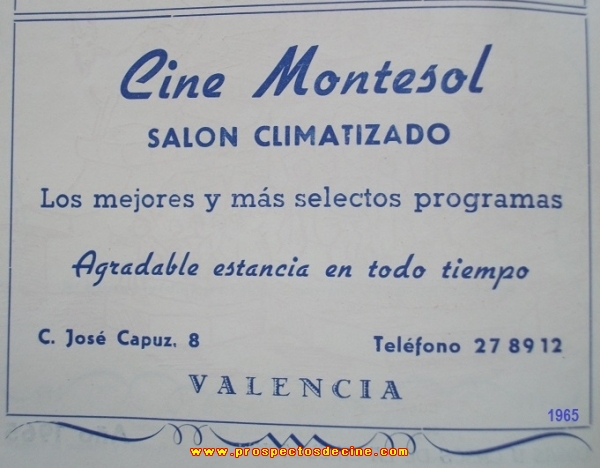 Cine Montesol
SALON CLIMATIZADO
Los mejores y más selectos programas
Agradable estancia en todo tiempo
C. José Capuz, 8
Teléfono 27 89 12
VALENCIA
1965
www.prospectosdecine.com